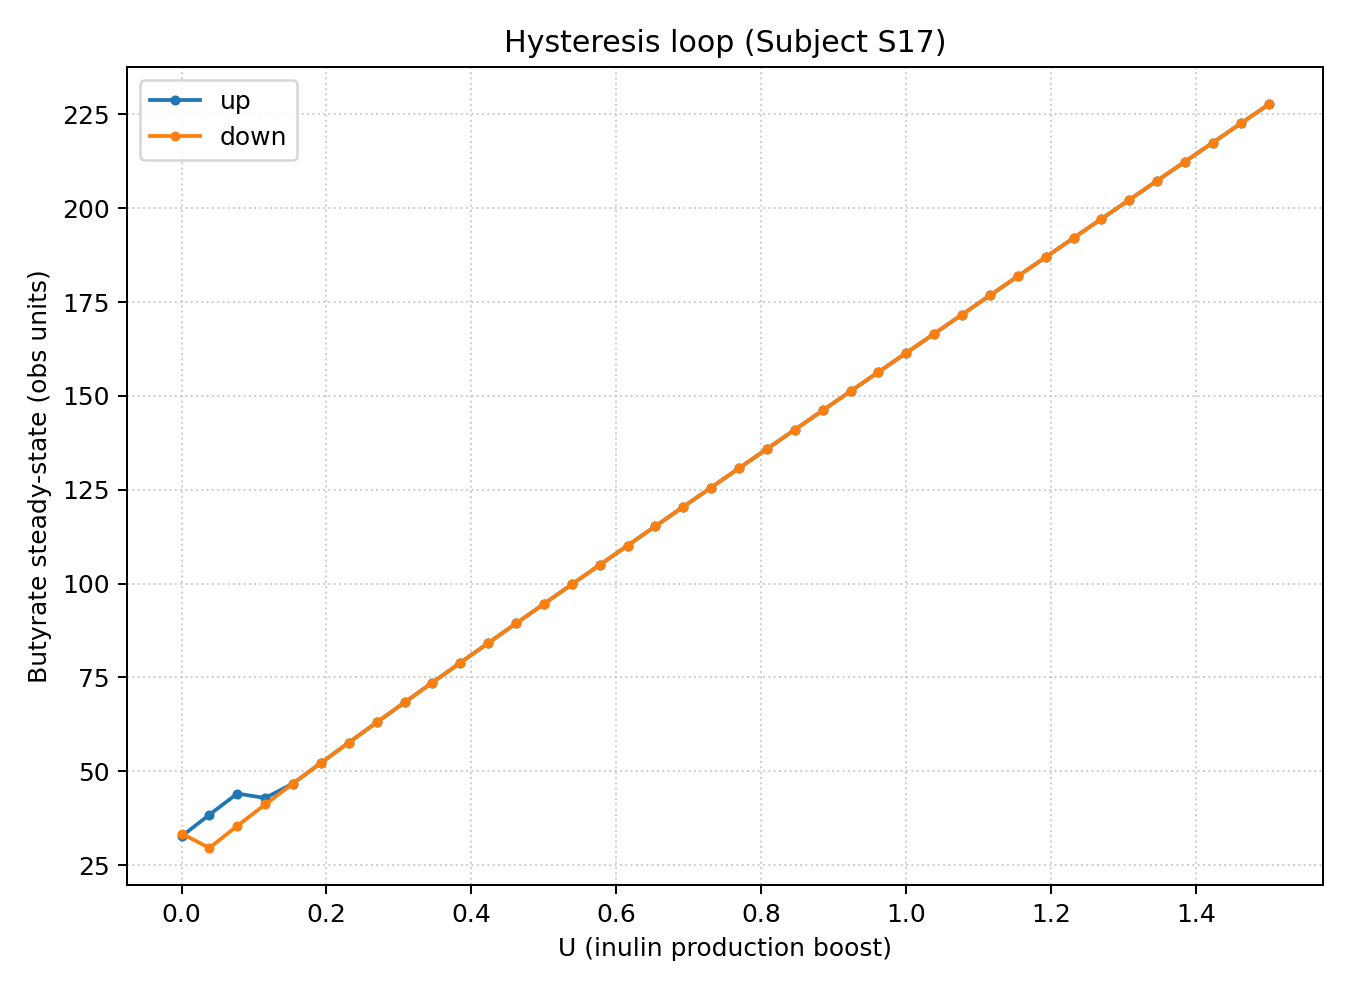 Hysteresis loop (Subject S17)
up
down
225
200
175
150
125
100
75
50
25
Butyrate steady-state (obs units)
0.0 0.2 0.4 0.6 0.8 1.0 1.2 1.4
U (inulin production boost)